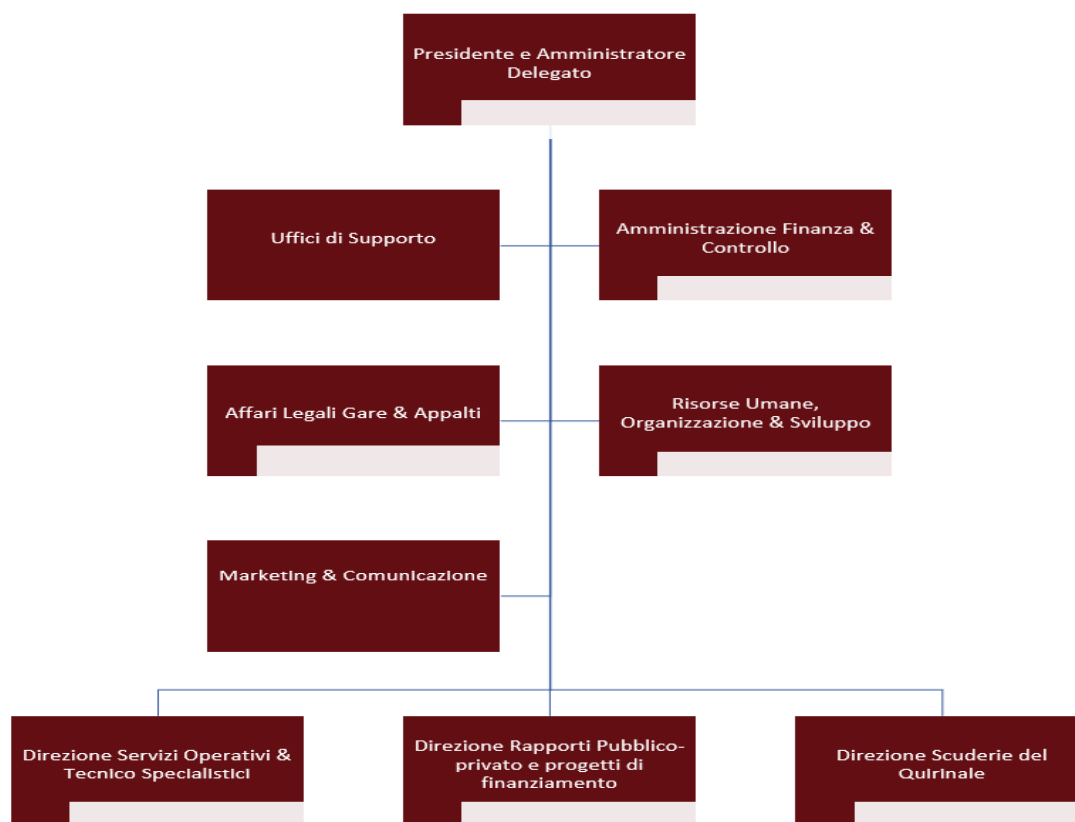 Presidente e Amministratore
Delegato
Uffici di Supporto
Amministrazione Finanza &
Controllo
Affari Legali Gare & Appalti
Risorse Umane,
Organizzazione & Sviluppo
Marketing & Comunicazione
Direzione Servizi Operativi &
Tecnico Specialistici
Direzione Rapporti Pubblico-
privato e progetti di
finanziamento
Direzione Scuderie del
Quirinale